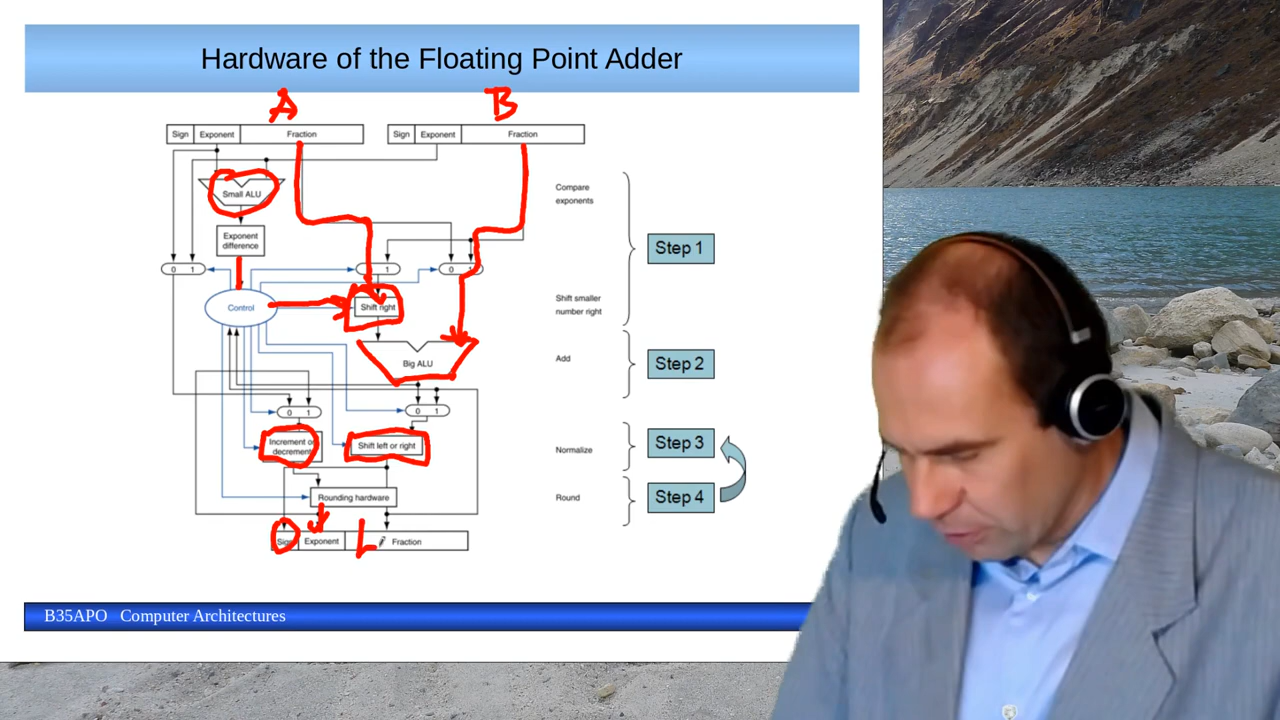 Hardware of the Floating Point Adder
A B
Sign Exponent Fraction Sign Exponent Fraction
Small ALU
Compare
exponents
Exponent
difference
Step 1
0 1 1 0
Control
Shift right
Shift smaller
number right
Big ALU
Add
Step 2
0 1 0 1
Increment or
decrement
Shift left or right
Normalize
Step 3
Rounding hardware
Round
Step 4
Exponent Fraction
B35APO Computer Architectures